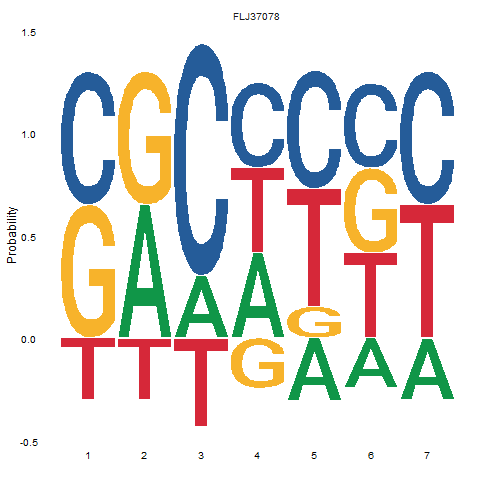 FLJ37078
1.5
1.0
0.5
0.0
-0.5
Probability
C G C C C C C
G A A T T G T
T T T A G T A
G A A
1 2 3 4 5 6 7